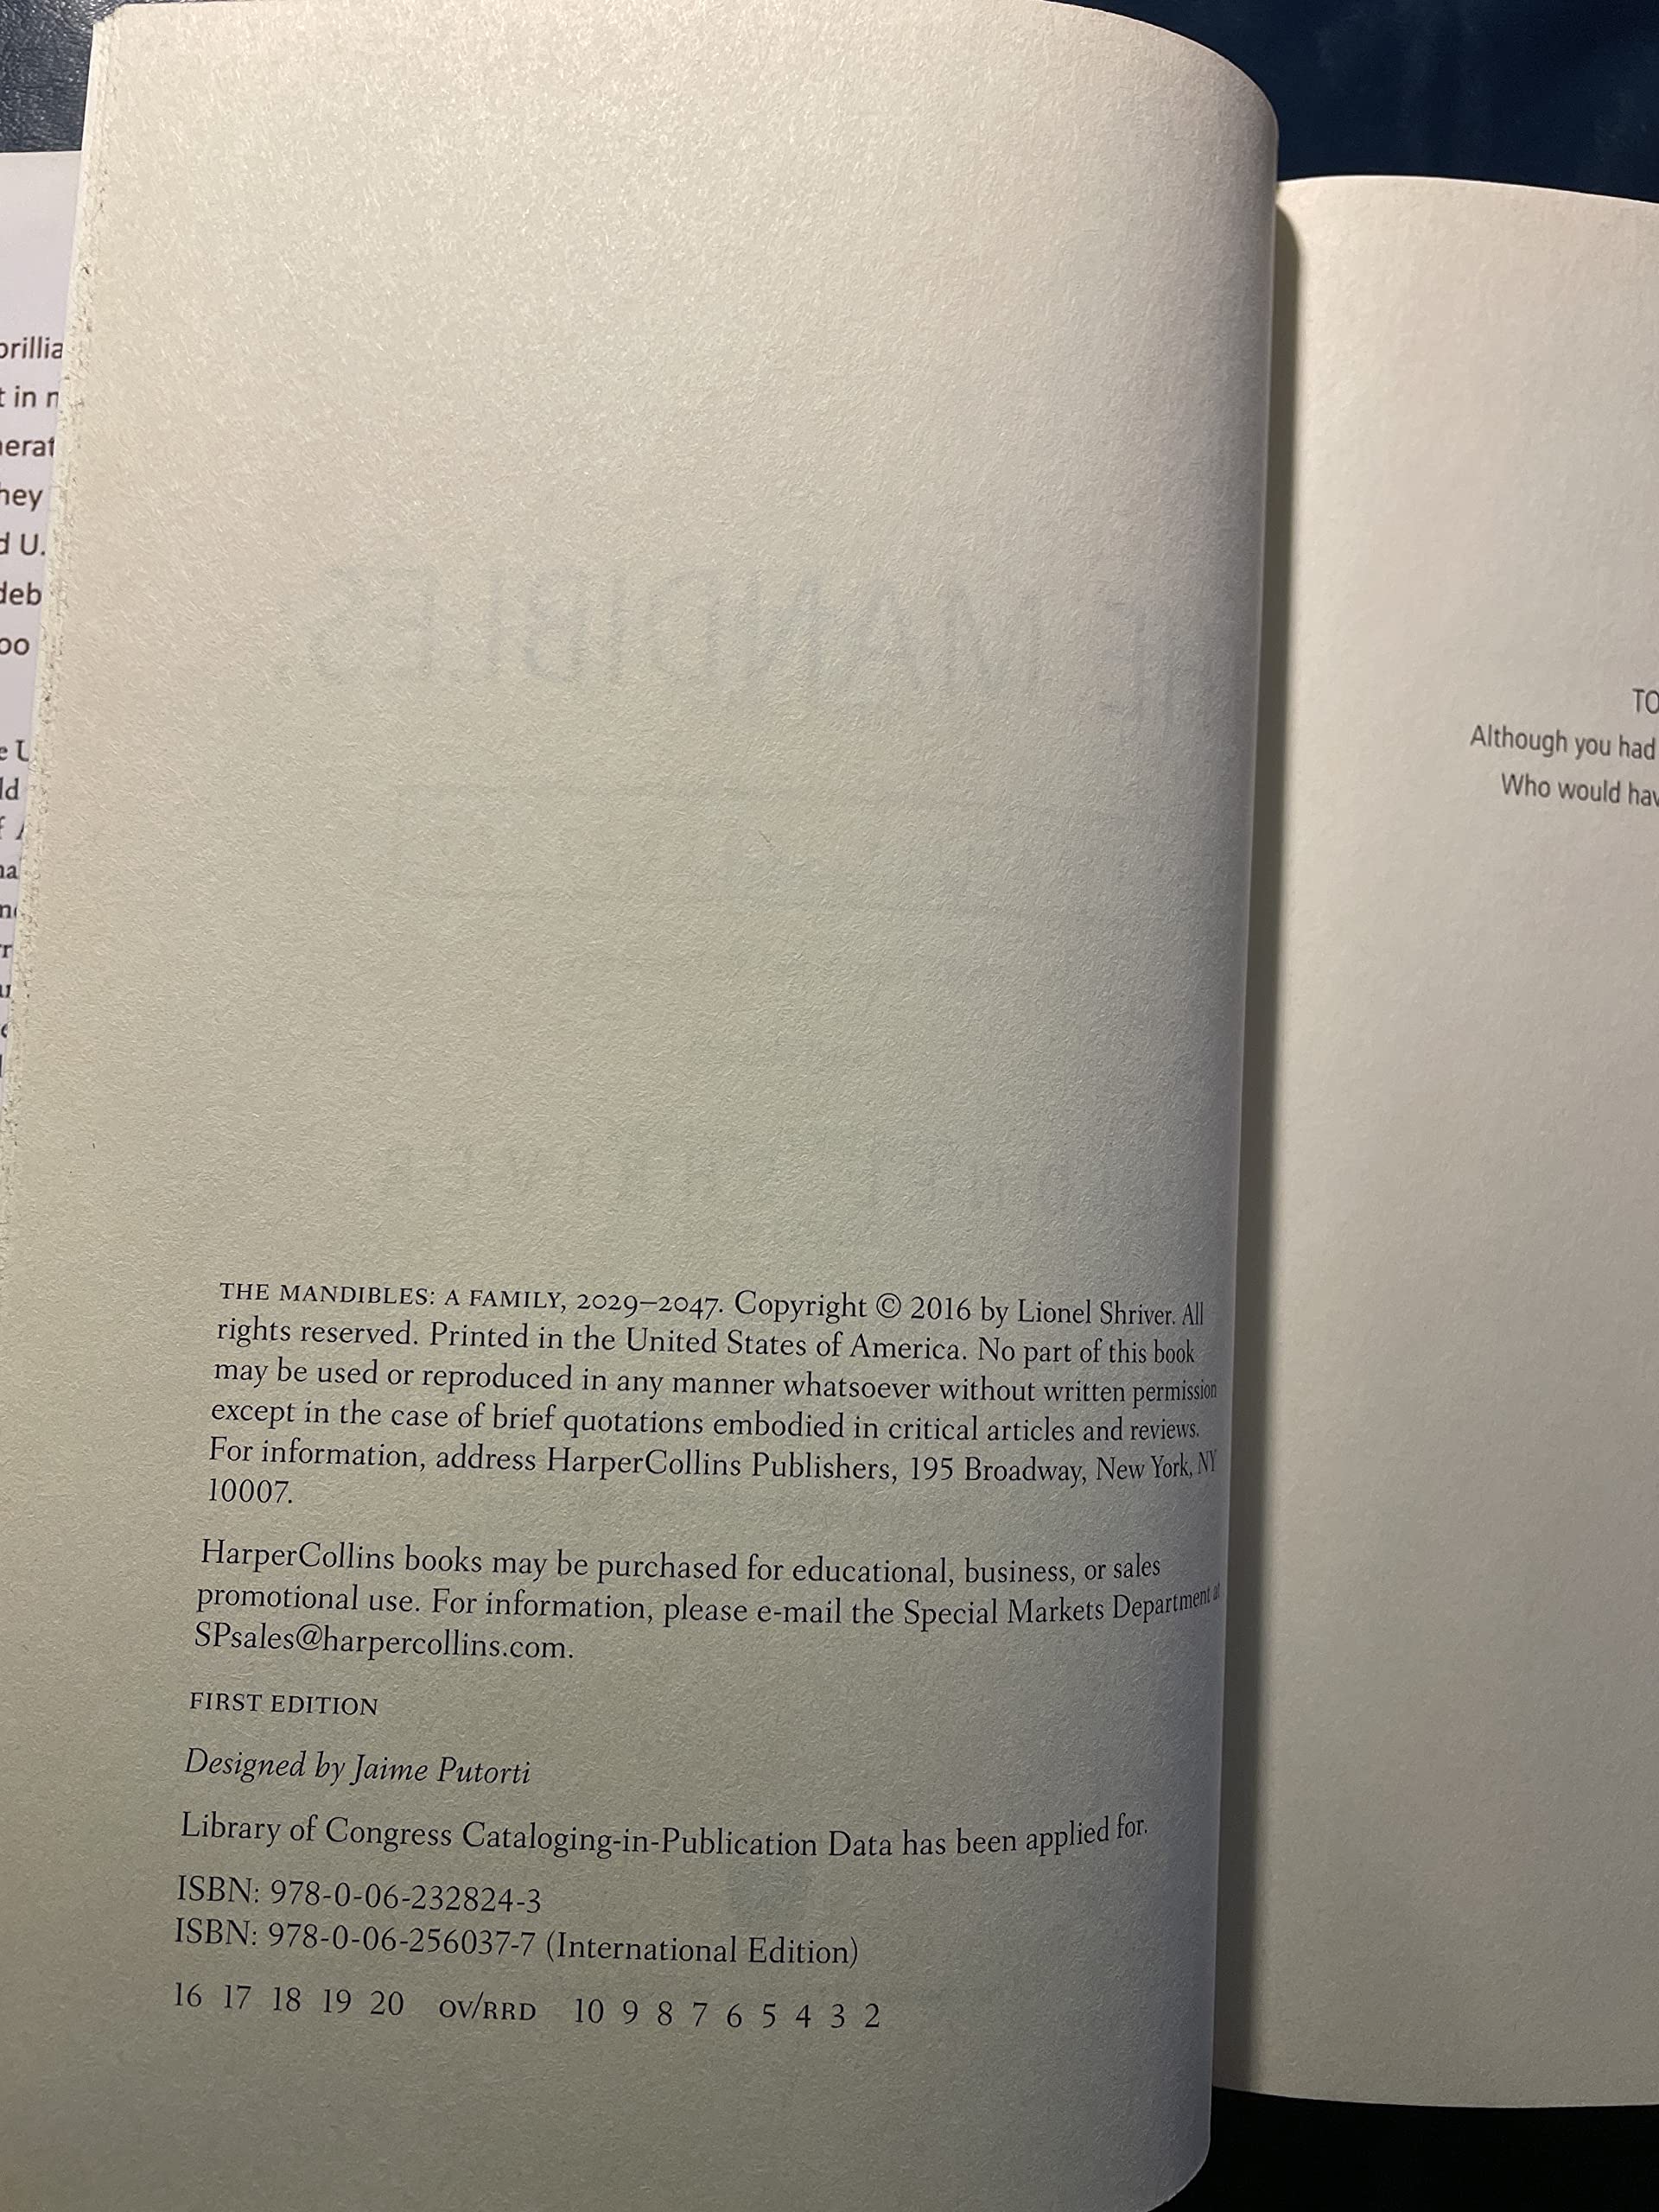 t in
hey
d U.
deb
THE MANDIBLES: A FAMILY, 2029–2047. Copyright © 2016 by Lionel Shriver. All
rights reserved. Printed in the United States of America. No part of this book
may be used or reproduced in any manner whatsoever without written permission
except in the case of brief quotations embodied in critical articles and reviews.
For information, address HarperCollins Publishers, 195 Broadway, New York, NY
10007.
HarperCollins books may be purchased for educational, business, or sales
promotional use. For information, please e-mail the Special Markets Department at
SPsales@harpercollins.com.
FIRST EDITION
Designed by Jaime Putorti
Library of Congress Cataloging-in-Publication Data has been applied for.
ISBN: 978-0-06-232824-3
ISBN: 978-0-06-256037-7 (International Edition)
16 17 18 19 20 OV/RRD 10 9 8 7 6 5 4 3 2
TO
Although you had
Who would hav